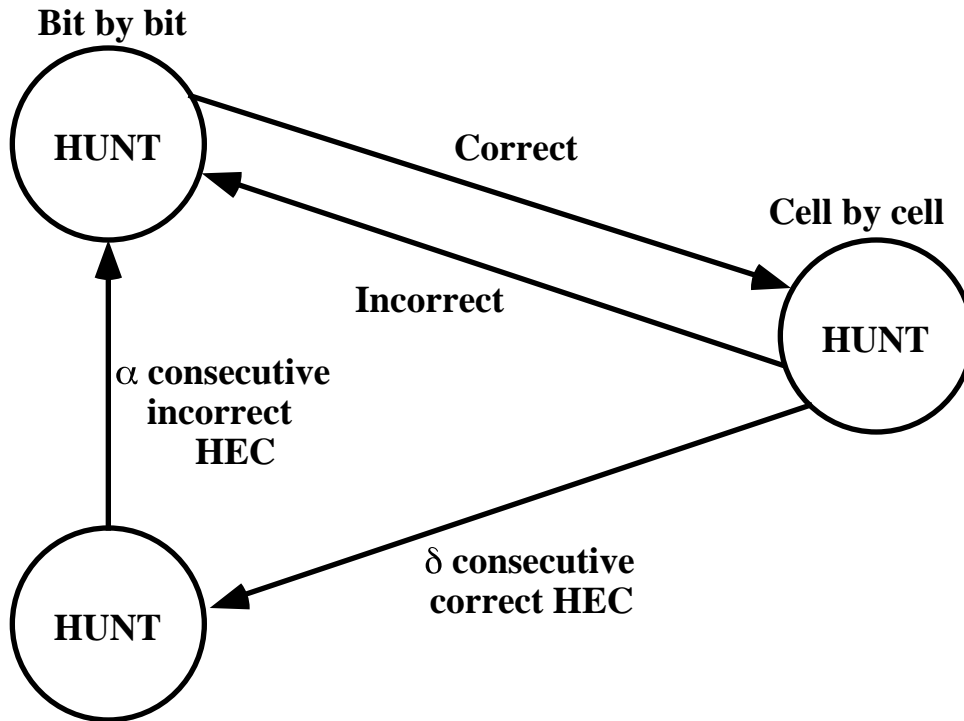 Bit by bit
HUNT
Correct
Cell by cell
Incorrect
HUNT
α consecutive
incorrect
HEC
δ consecutive
correct HEC
HUNT